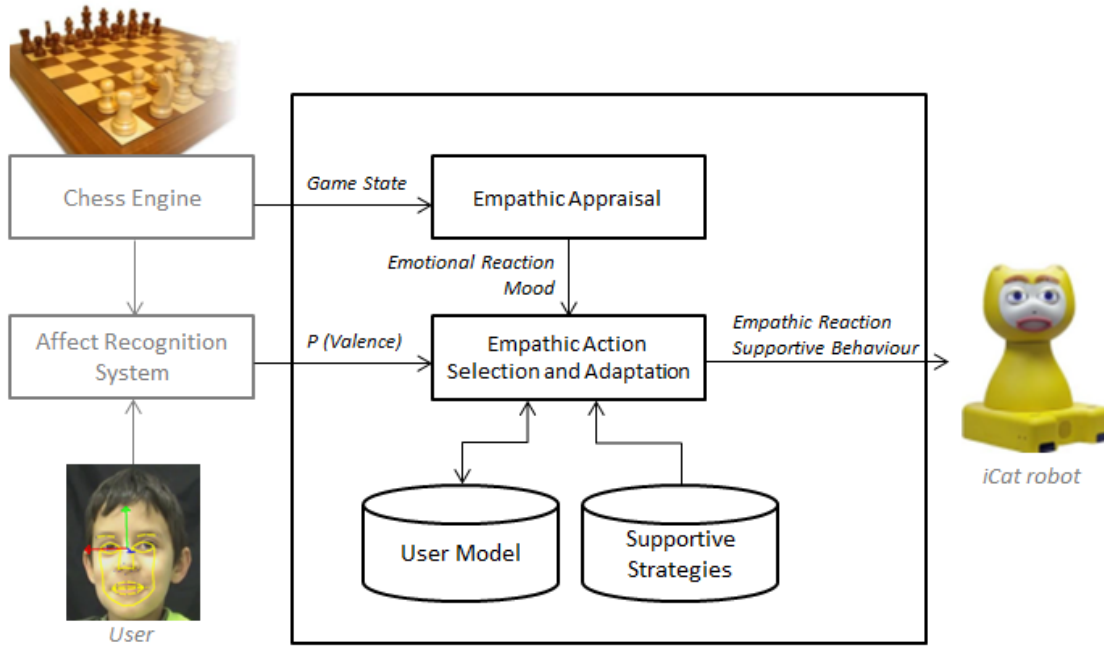 Chess Engine
Game State
Empathic Appraisal
Emotional Reaction
Mood
Affect Recognition
System
P (Valence)
Empathic Action
Selection and Adaptation
Empathic Reaction
Supportive Behaviour
iCat robot
User Model
Supportive
Strategies
User